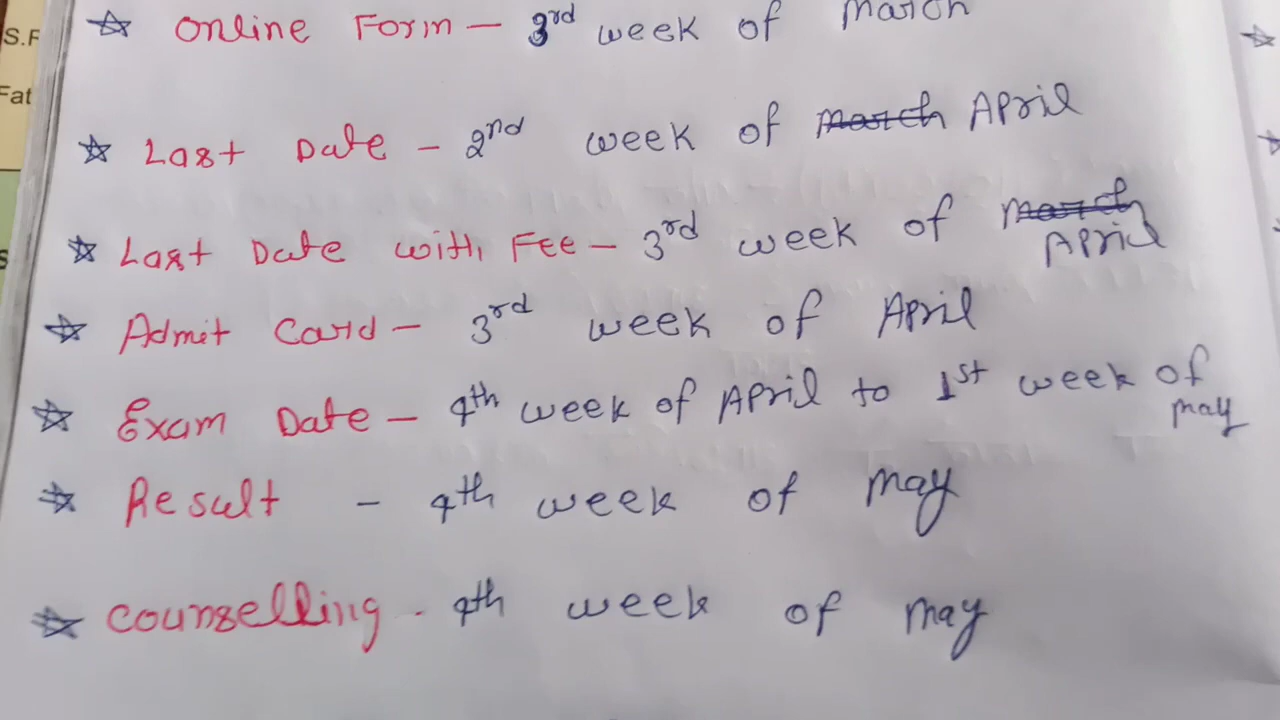 S.F
Fat
☆ Online Form – 3rd week of March
☆ Last Date – 2nd week of March April
☆ Last Date with Fee – 3rd week of March
April
☆ Admit Card – 3rd week of April
☆ Exam Date – 4th week of April to 1st week of
may
☆ Result – 4th week of may
☆ Counselling - 4th week of may